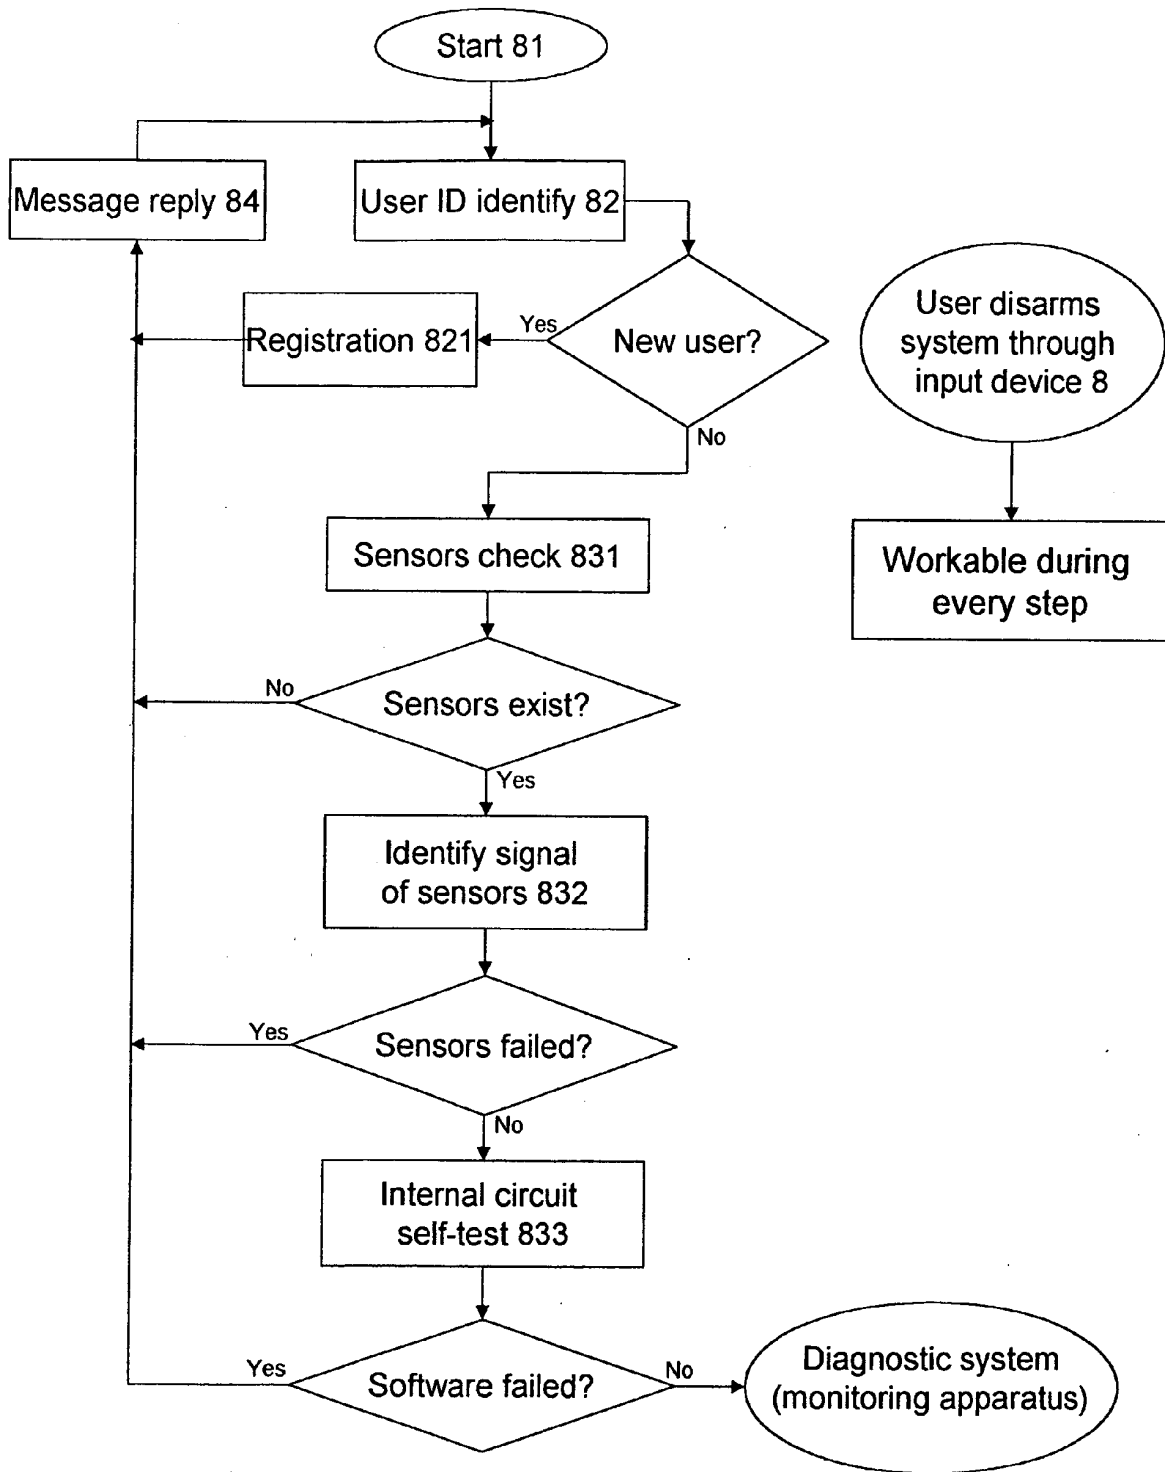 Start 81
Message reply 84
User ID identify 82
User disarms
system through
input device 8
Registration 821
Yes
New user?
No
Workable during
every step
Sensors check 831
No
Sensors exist?
Yes
Identify signal
of sensors 832
Yes
Sensors failed?
No
Internal circuit
self-test 833
Yes
Software failed?
No
Diagnostic system
(monitoring apparatus)